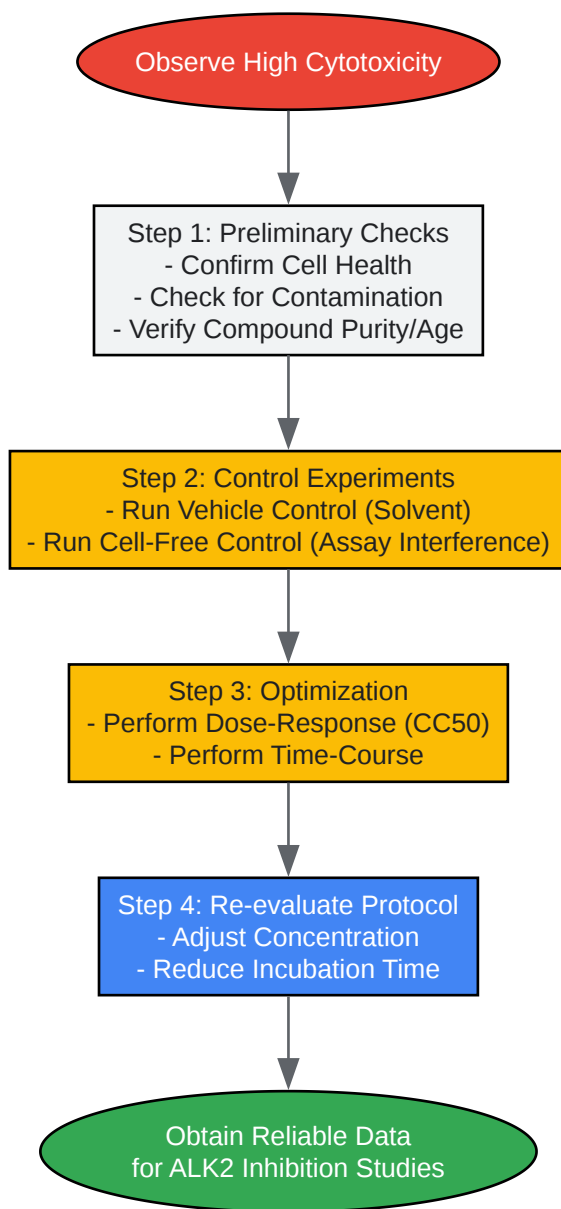 Observe High Cytotoxicity
Step 1: Preliminary Checks
- Confirm Cell Health
- Check for Contamination
- Verify Compound Purity/Age
Step 2: Control Experiments
- Run Vehicle Control (Solvent)
- Run Cell-Free Control (Assay Interference)
Step 3: Optimization
- Perform Dose-Response (CC50)
- Perform Time-Course
Step 4: Re-evaluate Protocol
- Adjust Concentration
- Reduce Incubation Time
Obtain Reliable Data
for ALK2 Inhibition Studies